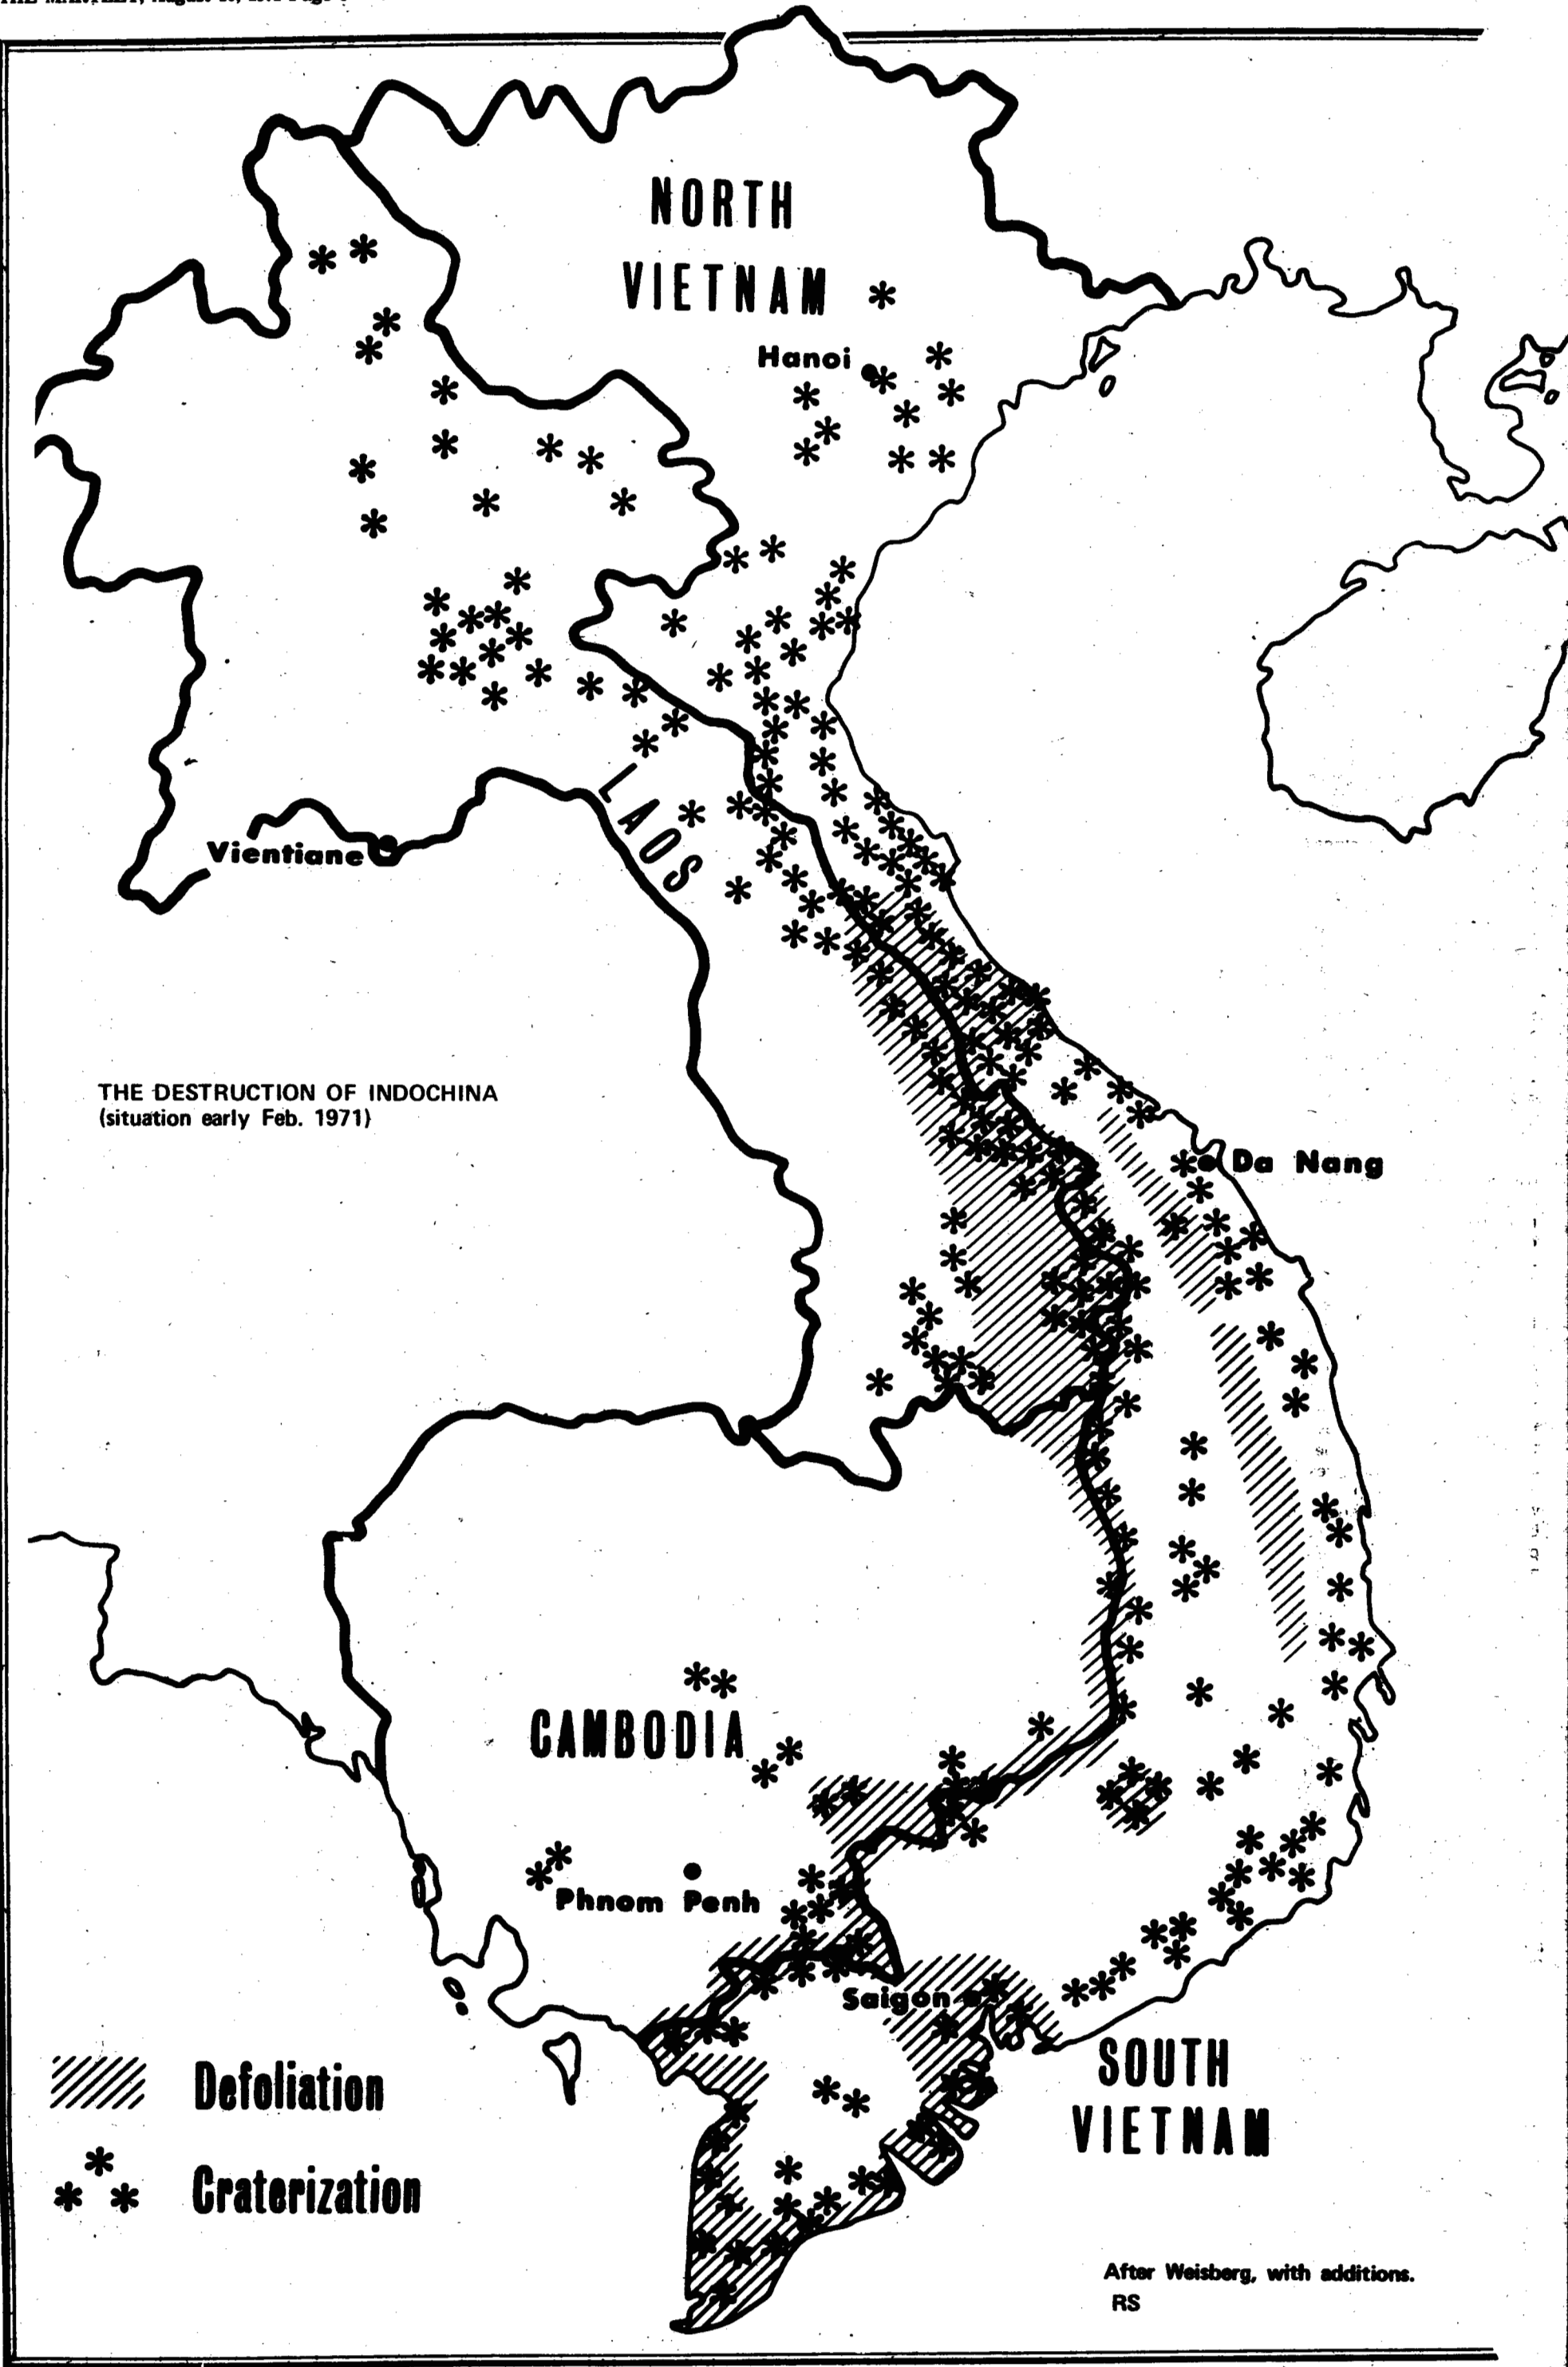 NORTH
VIETNAM
Hanoi
LAOS
Vientiane
THE DESTRUCTION OF INDOCHINA
(situation early Feb. 1971)
Da Nang
CAMBODIA
Phnom Penh
Saigon
SOUTH
VIETNAM
Defoliation
Craterization
After Weisberg, with additions.
RS